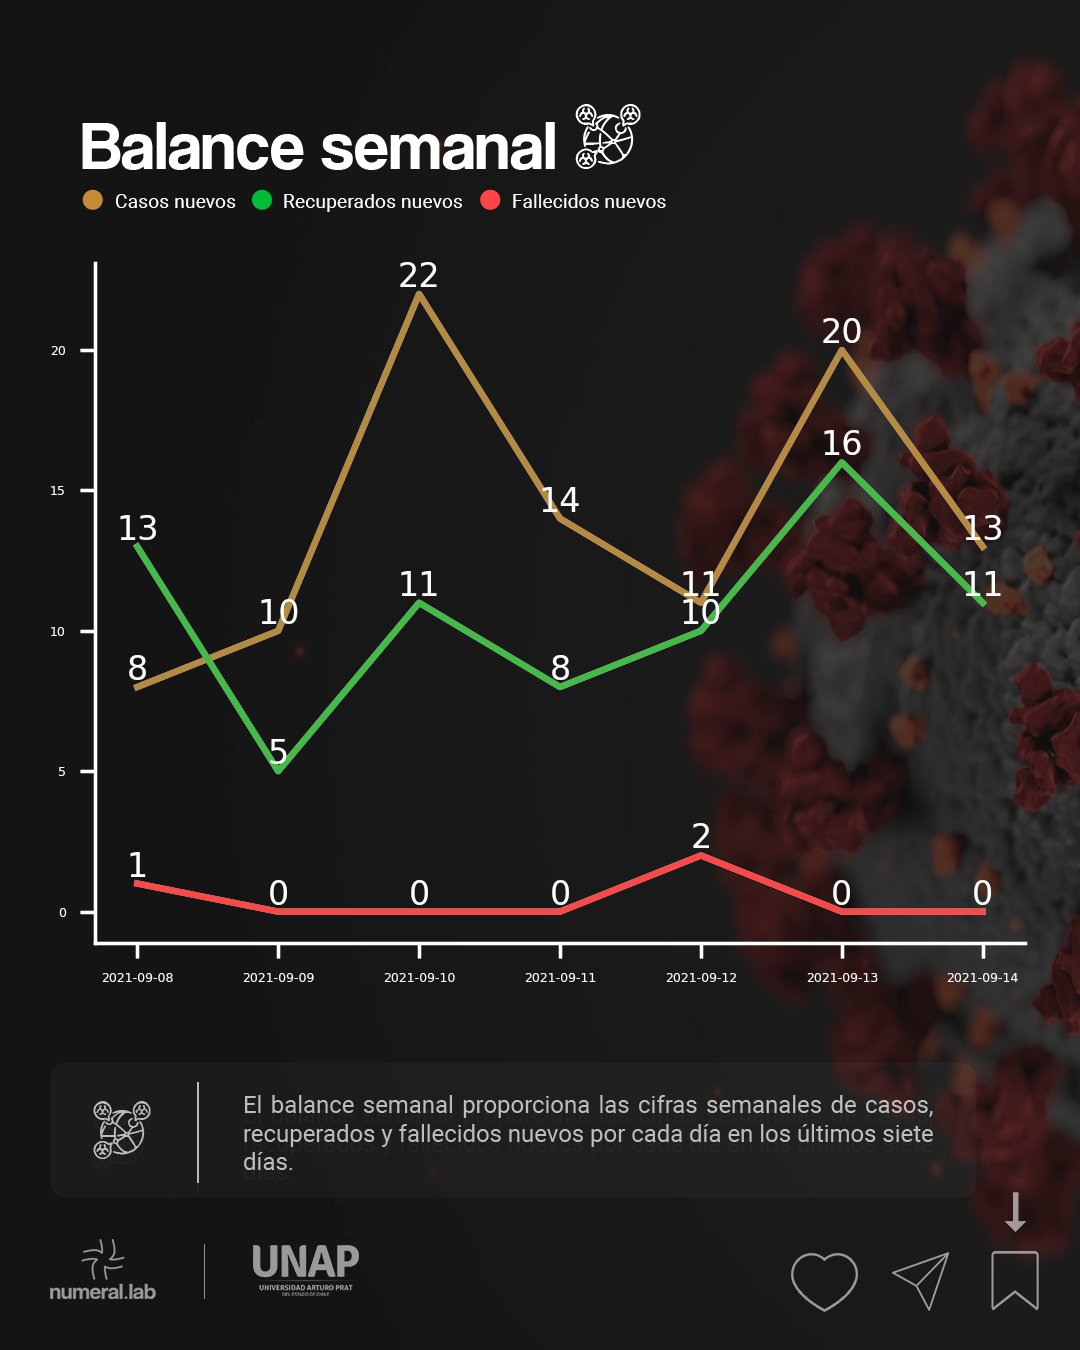 Balance semanal
Casos nuevos Recuperados nuevos Fallecidos nuevos
22
20
20
16
15
14
13
13
11
11
11
10
10
10
8
8
5
5
2
1
0
0
0
0
0
0
2021-09-08 2021-09-09 2021-09-10 2021-09-11 2021-09-12 2021-09-13 2021-09-14
El balance semanal proporciona las cifras semanales de casos,
recuperados y fallecidos nuevos por cada día en los últimos siete
días.
numeral.lab
UNAP
UNIVERSIDAD ARTURO PRAT
DEL ESTADO DE CHILE